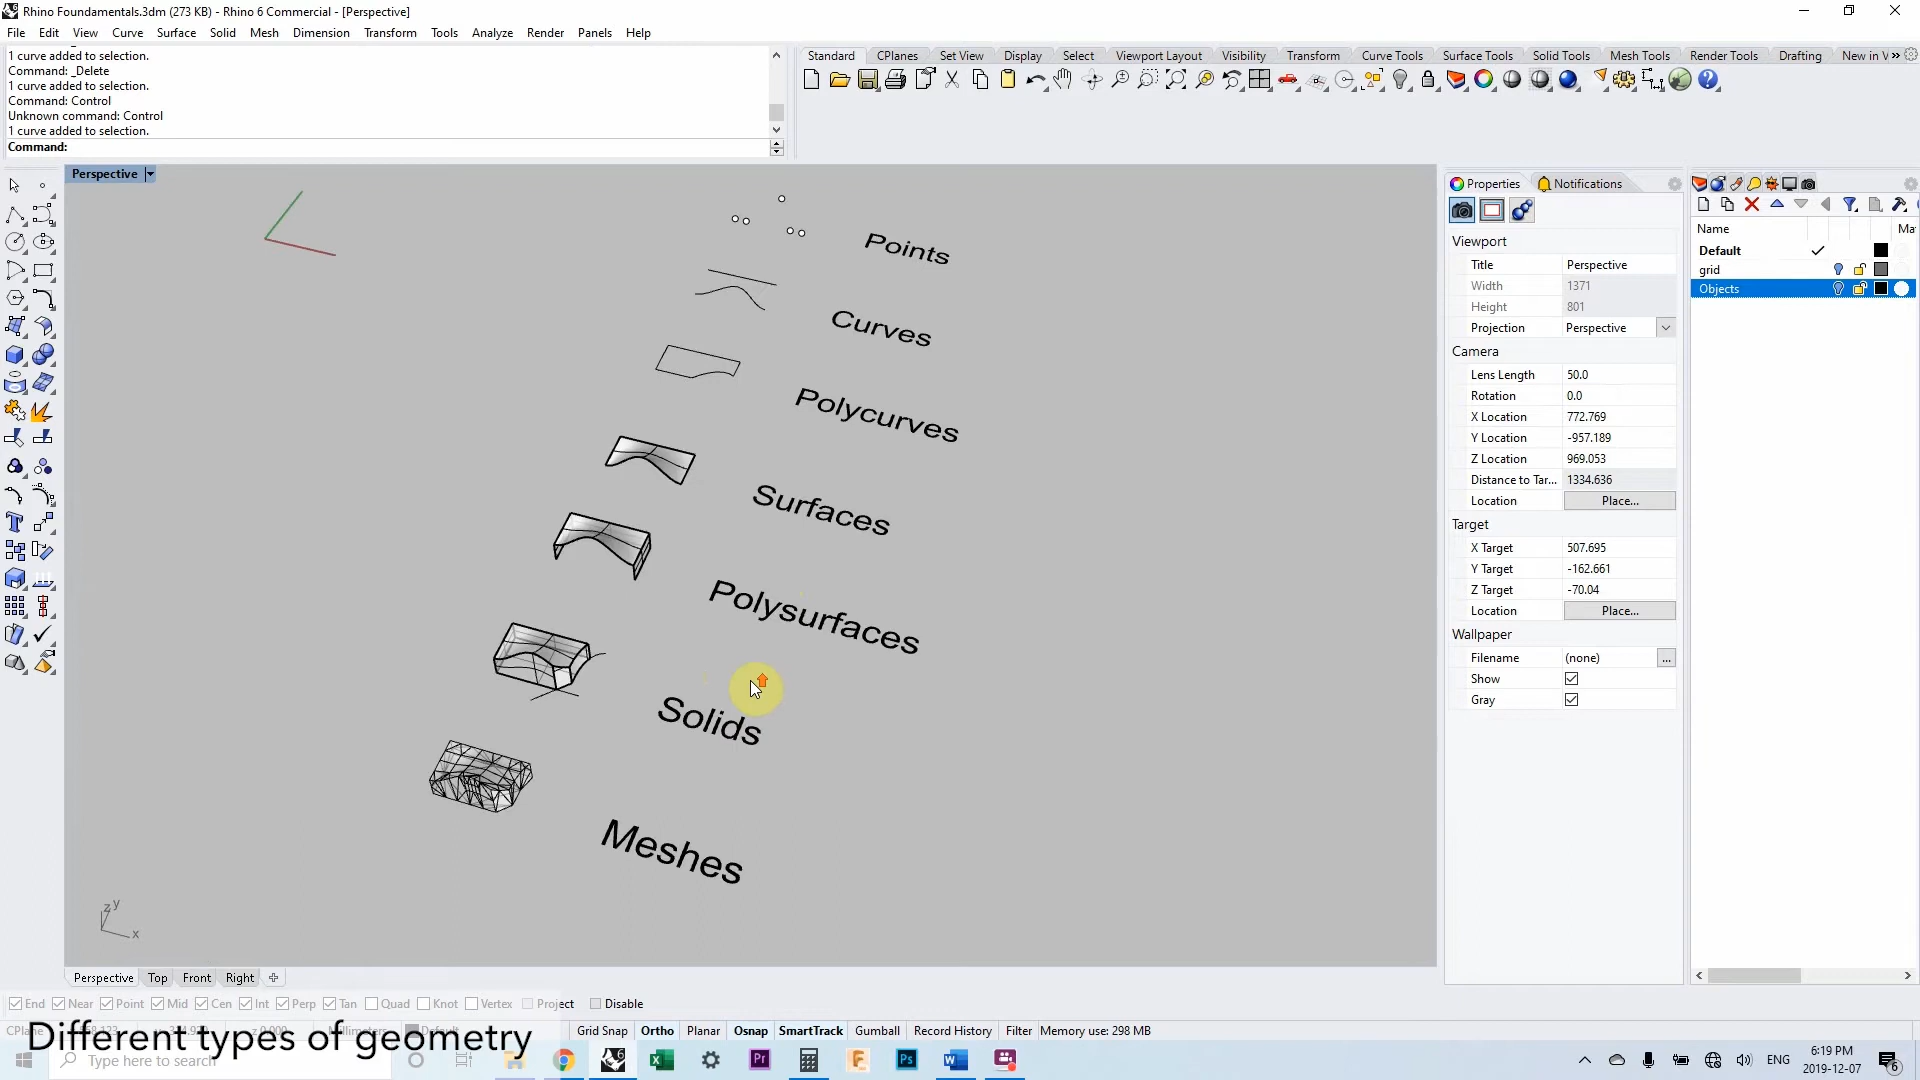 Rhino Foundamentals.3dm (273 KB) - Rhino 6 Commercial - [Perspective]
File Edit View Curve Surface Solid Mesh Dimension Transform Tools Analyze Render Panels Help
1 curve added to selection.
Command: _Delete
1 curve added to selection.
Command: Control
Unknown command: Control
1 curve added to selection.
Command:
Standard CPlanes Set View Display Select Viewport Layout Visibility Transform Curve Tools Surface Tools Solid Tools Mesh Tools Render Tools Drafting New in V
Perspective
Points
Curves
Polycurves
Surfaces
Polysurfaces
Solids
Meshes
z y
x
Properties Notifications
Viewport
Title Perspective
Width 1371
Height 801
Projection Perspective
Camera
Lens Length 50.0
Rotation 0.0
X Location 772.769
Y Location -957.189
Z Location 969.053
Distance to Tar... 1334.636
Location Place...
Target
X Target 507.695
Y Target -162.661
Z Target -70.04
Location Place...
Wallpaper
Filename (none) ...
Show
Gray
Name Ma
Default
grid
Objects
Perspective Top Front Right
End Near Point Mid Cen Int Perp Tan Quad Knot Vertex Project Disable
Grid Snap Ortho Planar Osnap SmartTrack Gumball Record History Filter Memory use: 298 MB
Different types of geometry
Type here to search
ENG
6:19 PM
2019-12-07
6